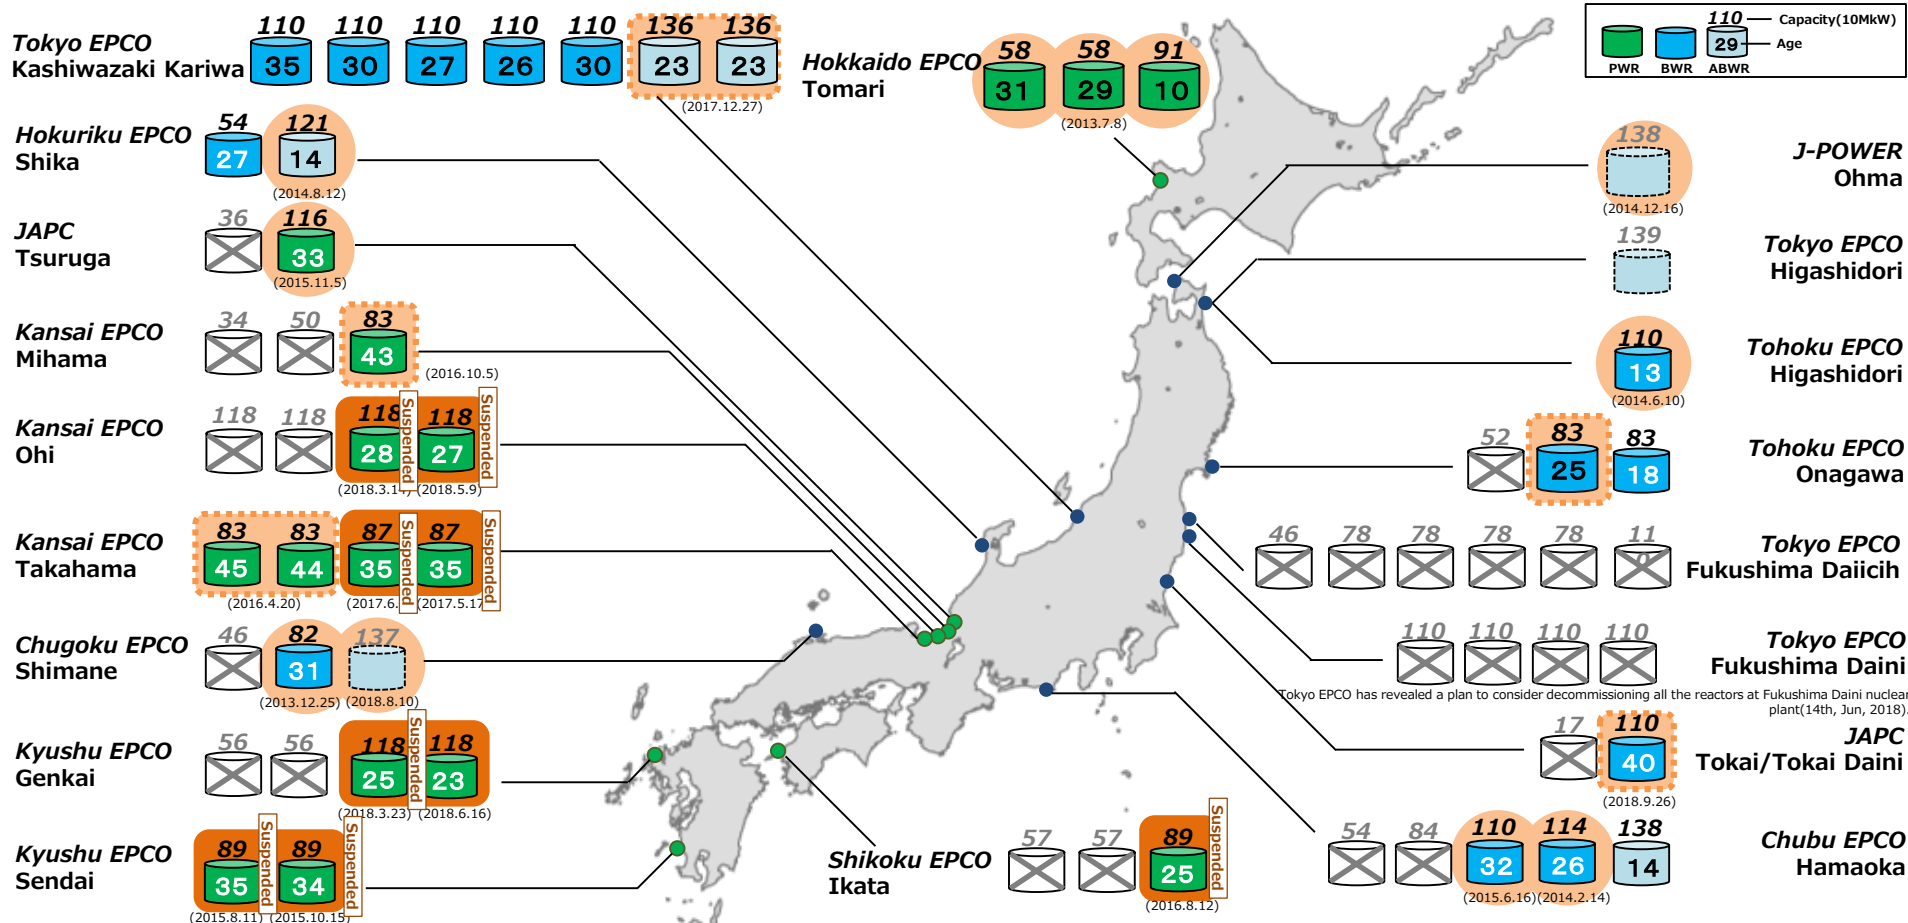 Tokyo EPCO
Kashiwazaki Kariwa
110 110 110 110 110 136 136
35 30 27 26 30 23 23
(2017.12.27)
Hokkaido EPCO
Tomari
58 58 91
31 29 10
(2013.7.8)
110 Capacity(10MkW)
29 Age
PWR BWR ABWR
Hokuriku EPCO
Shika
54 121
27 14
(2014.8.12)
JAPC
Tsuruga
36 116
33
(2015.11.5)
Kansai EPCO
Mihama
34 50 83
43
(2016.10.5)
Kansai EPCO
Ohi
118 118 118 118
28 27
Suspended
Suspended
(2018.3.14) (2018.5.9)
Kansai EPCO
Takahama
83 83 87 87
45 44 35 35
Suspended
Suspended
(2016.4.20) (2017.6. (2017.5.17)
Chugoku EPCO
Shimane
46 82 137
31
(2013.12.25) (2018.8.10)
Kyushu EPCO
Genkai
56 56 118 118
25 23
Suspended
(2018.3.23) (2018.6.16)
Kyushu EPCO
Sendai
89 89
35 34
Suspended
Suspended
(2015.8.11) (2015.10.15)
Shikoku EPCO
Ikata
57 57 89
25
Suspended
(2016.8.12)
138
J-POWER
Ohma
(2014.12.16)
139
Tokyo EPCO
Higashidori
110
13
Tohoku EPCO
Higashidori
(2014.6.10)
52 83 83
25 18
Tohoku EPCO
Onagawa
46 78 78 78 78 110
Tokyo EPCO
Fukushima Daiicih
110 110 110 110
Tokyo EPCO
Fukushima Daini
Tokyo EPCO has revealed a plan to consider decommissioning all the reactors at Fukushima Daini nuclear
plant(14th, Jun, 2018).
17 110
40
JAPC
Tokai/Tokai Daini
(2018.9.26)
54 84 110 114 138
32 26 14
Chubu EPCO
Hamaoka
(2015.6.16) (2014.2.14)